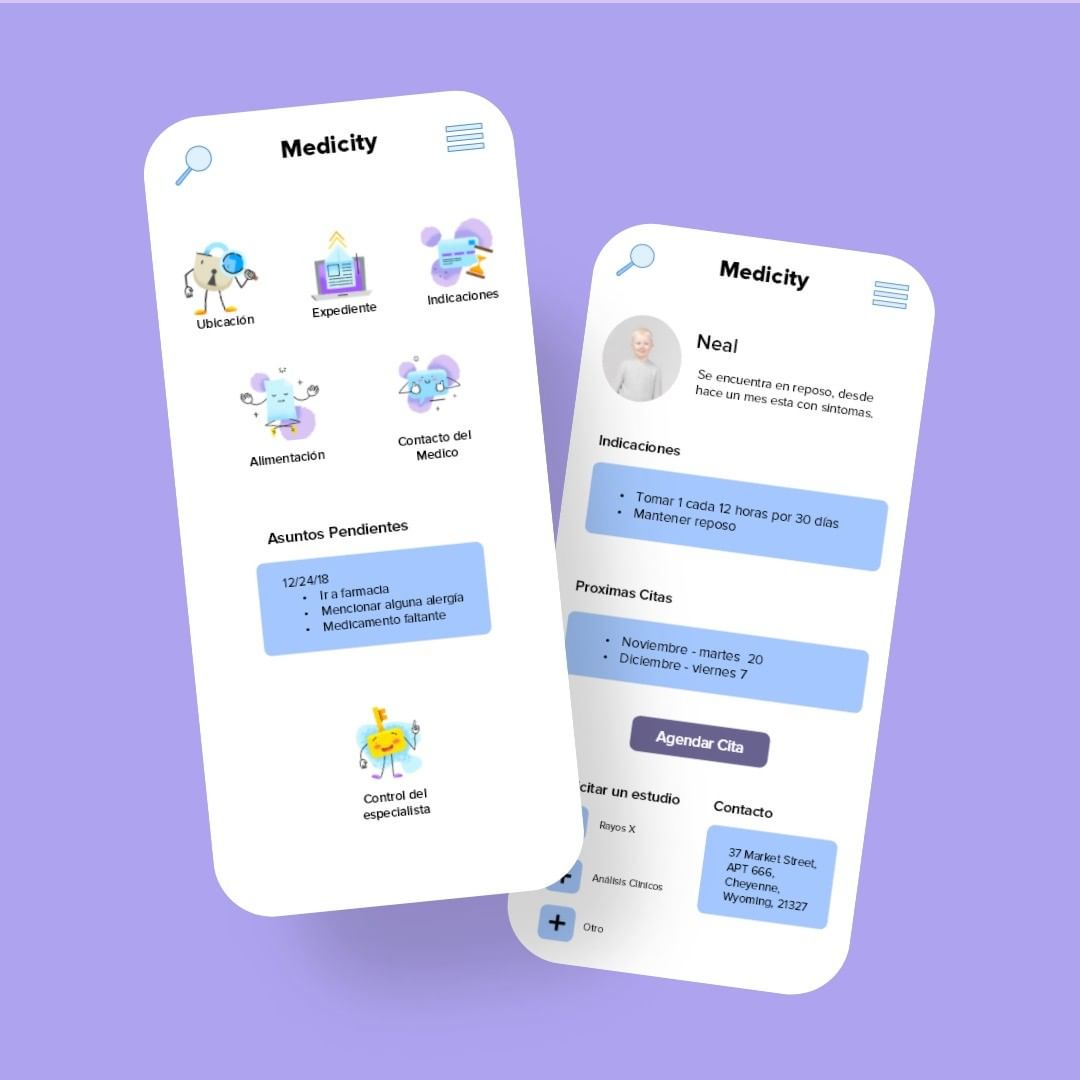 Medicity
Ubicación
Expediente
Indicaciones
Alimentación
Contacto del
Medico
Asuntos Pendientes
12/24/18
• Ir a farmacia
• Mencionar alguna alergía
• Medicamento faltante
Control del
especialista
Medicity
Neal
Se encuentra en reposo, desde
hace un mes esta con sintomas.
Indicaciones
• Tomar 1 cada 12 horas por 30 días
• Mantener reposo
Proximas Citas
• Noviembre - martes 20
• Diciembre - viernes 7
Agendar Cita
citar un estudio
Rayos X
Análisis Clínicos
+ Otro
Contacto
37 Market Street,
APT 666,
Cheyenne,
Wyoming, 21327